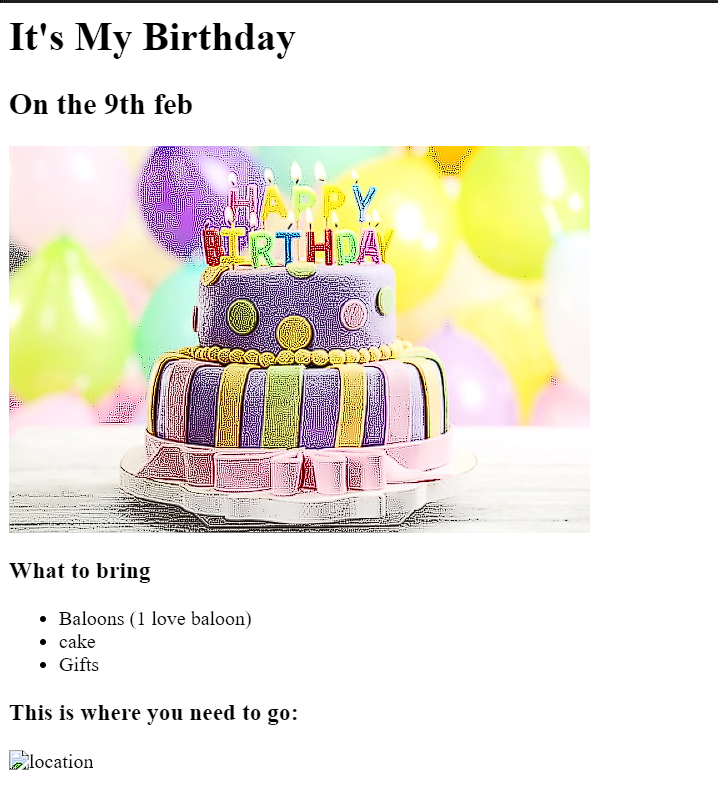 It's My Birthday
On the 9th feb
HAPPY
BIRTHDAY
What to bring
Baloons (1 love baloon)
cake
Gifts
This is where you need to go:
location